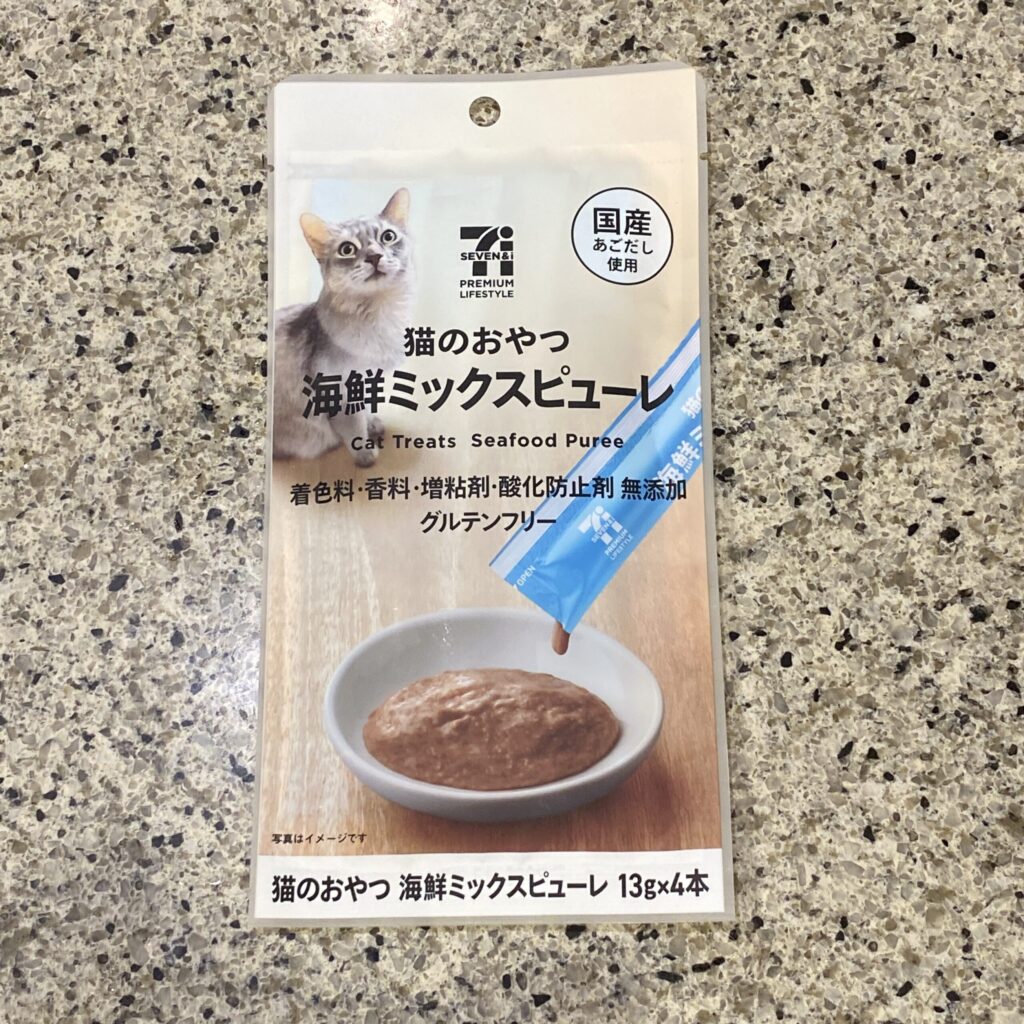 国産
あごだし
使用
SEVEN&i
PREMIUM
LIFESTYLE
猫のおやつ
海鮮ミックスピューレ
Cat Treats Seafood Puree
着色料・香料・増粘剤・酸化防止剤 無添加
グルテンフリー
SEVEN&i
PREMIUM
LIFESTYLE
OPEN
写真はイメージです
猫のおやつ 海鮮ミックスピューレ 13g×4本